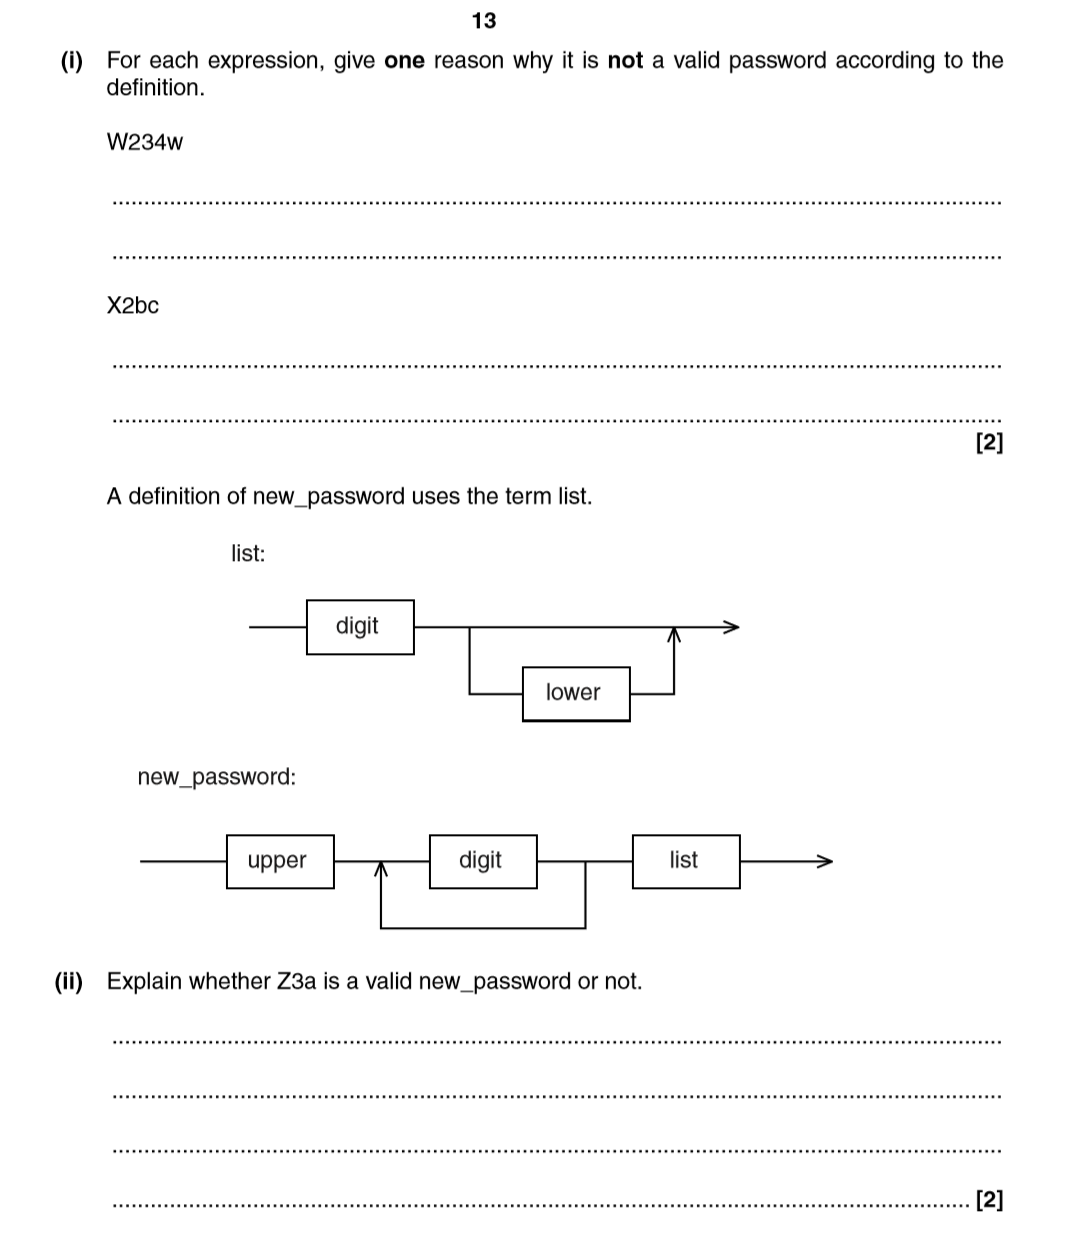 13
(i) For each expression, give one reason why it is not a valid password according to the
definition.
W234w
X2bc
[2]
A definition of new_password uses the term list.
list:
digit
lower
new_password:
upper digit list
(ii) Explain whether Z3a is a valid new_password or not.
[2]